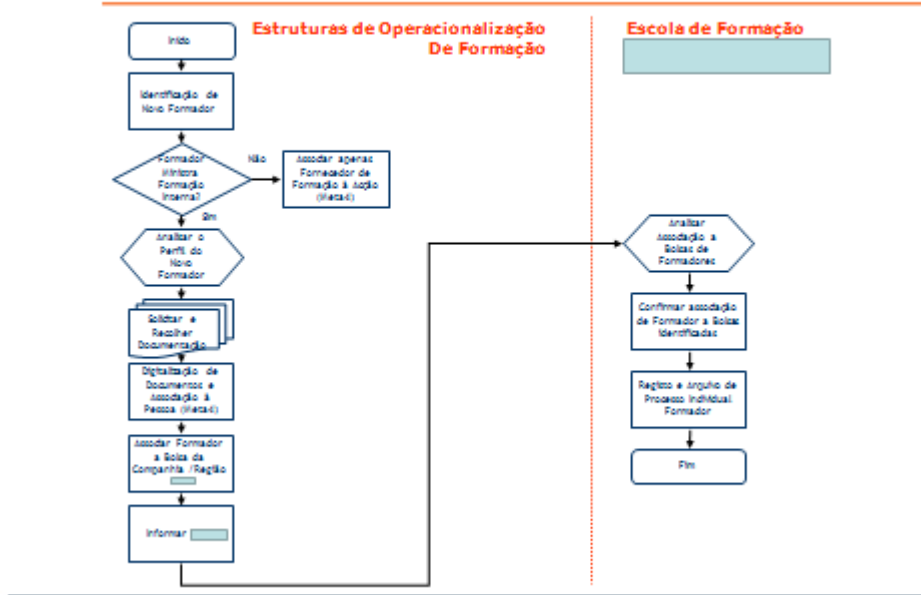 Estruturas de Operacionalização
De Formação
Escola de Formação
Início
Identificação de
Novo Formador
Formador
Ministra
Formação
Interna?
Não
Associar apenas
Fornecedor de
Formação à Acção
(Meta4)
Sim
Analisar o
Perfil do
Novo
Formador
Solicitar e
Recolher
Documentação
Digitalização de
Documentos e
Associação à
Pessoa (Meta4)
Associar Formador
a Bolsa da
Companhia /Região
Informar
Analisar
Associação a
Bolsas de
Formadores
Confirmar associação
de Formador a Bolsas
Identificadas
Registo e Arquivo de
Processo Individual
Formador
Fim